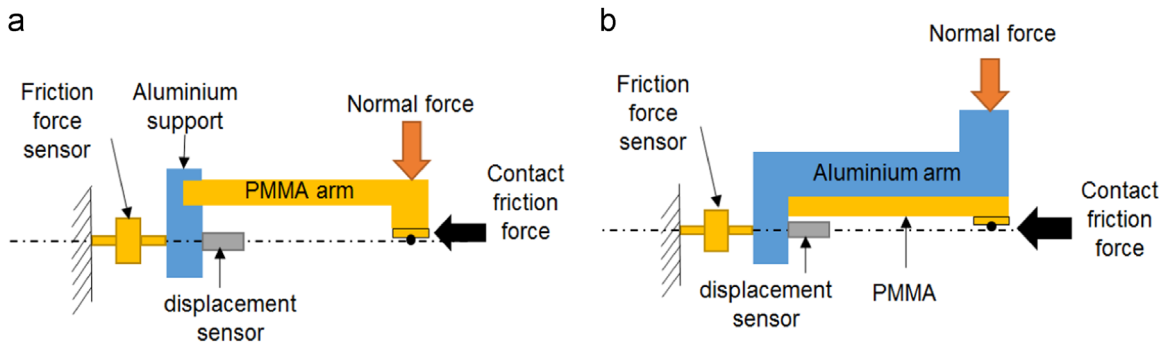 a
Friction
force
sensor
Aluminium
support
Normal force
PMMA arm
Contact
friction
force
displacement
sensor
b
Normal force
Friction
force
sensor
Aluminium arm
Contact
friction
force
displacement
sensor
PMMA